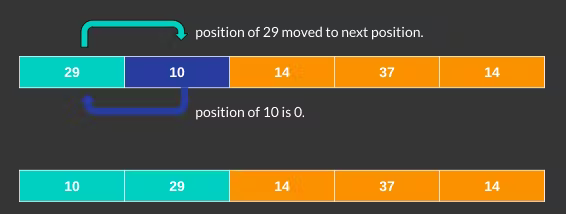 position of 29 moved to next position.
29 10 14 37 14
position of 10 is 0.
10 29 14 37 14